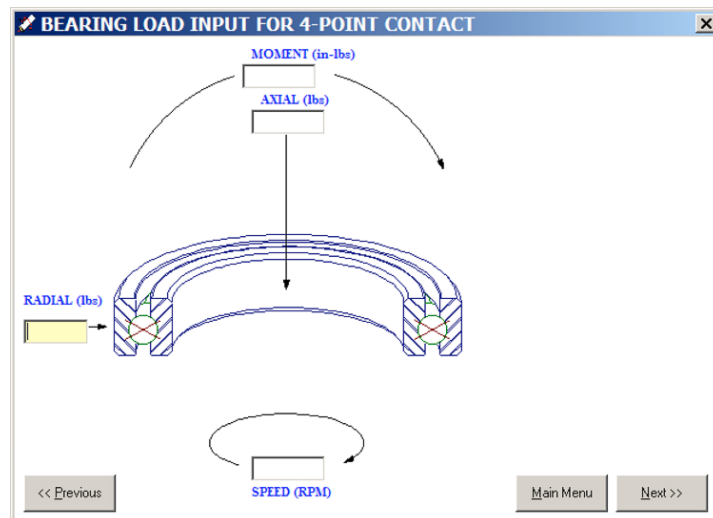 BEARING LOAD INPUT FOR 4-POINT CONTACT
MOMENT (in-lbs)
AXIAL (lbs)
RADIAL (lbs)
SPEED (RPM)
<< Previous
Main Menu
Next >>